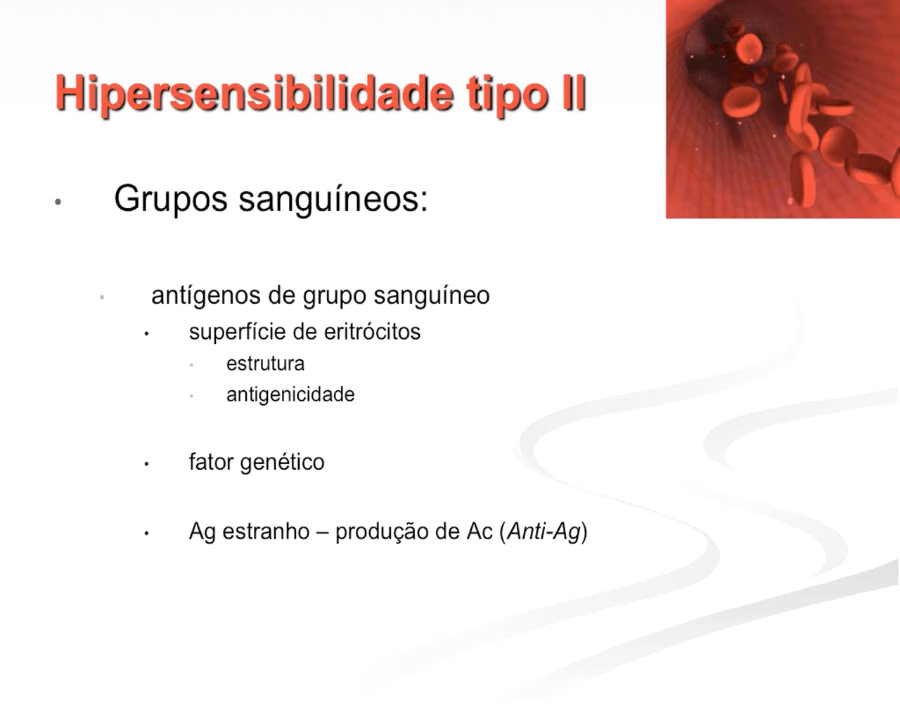 Hipersensibilidade tipo II
• Grupos sanguíneos:
• antígenos de grupo sanguíneo
• superfície de eritrócitos
• estrutura
• antigenicidade
• fator genético
• Ag estranho – produção de Ac (Anti-Ag)